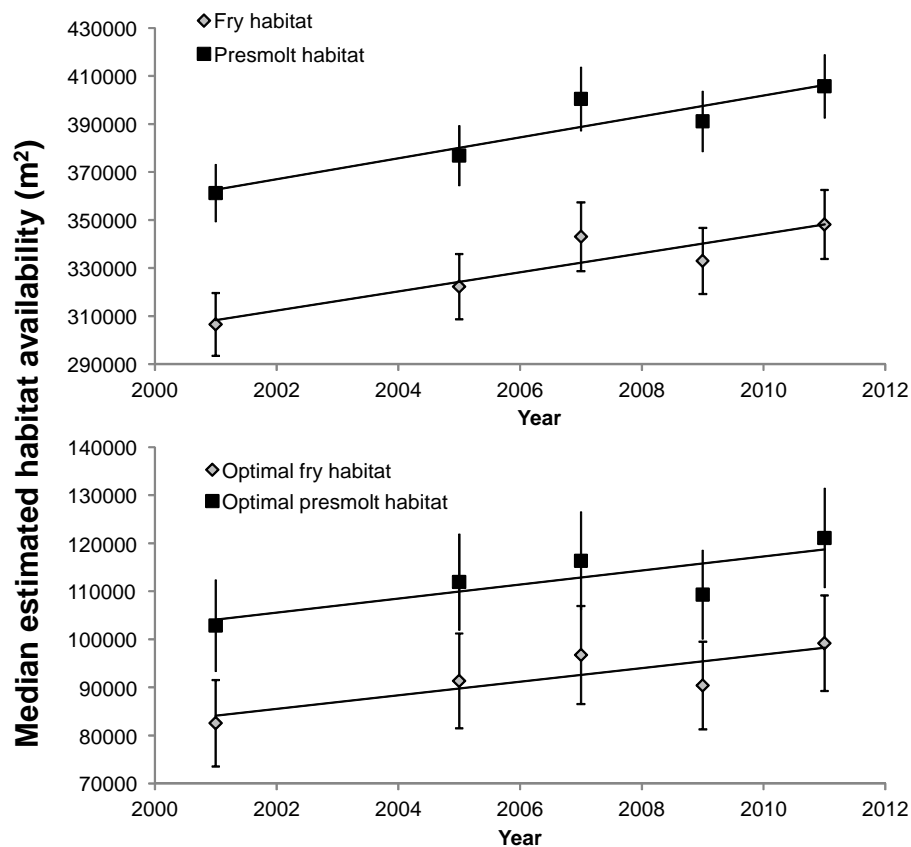 Median estimated habitat availability (m²)
Fry habitat
Presmolt habitat
430000
410000
390000
370000
350000
330000
310000
290000
2000 2002 2004 2006 2008 2010 2012
Year
Optimal fry habitat
Optimal presmolt habitat
140000
130000
120000
110000
100000
90000
80000
70000
2000 2002 2004 2006 2008 2010 2012
Year